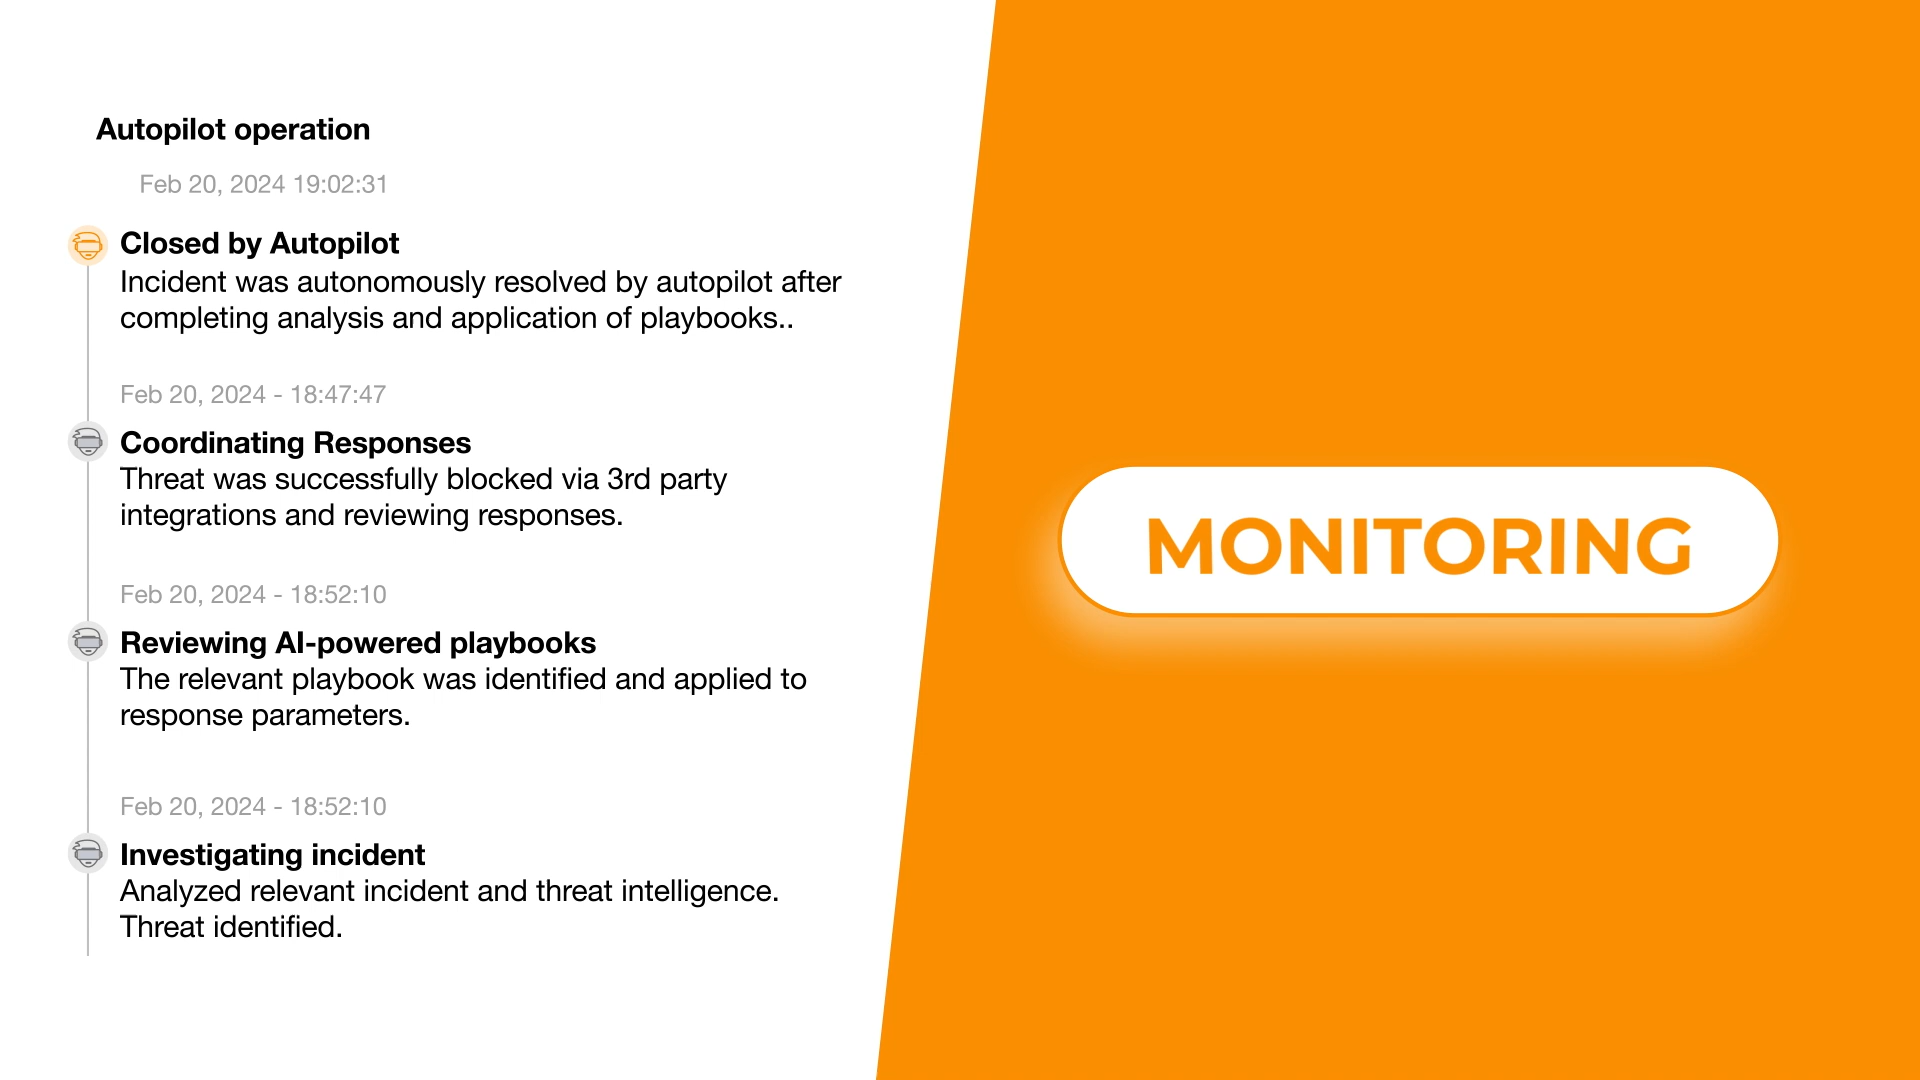 Autopilot operation
Feb 20, 2024 19:02:31
Closed by Autopilot
Incident was autonomously resolved by autopilot after
completing analysis and application of playbooks..
Feb 20, 2024 - 18:47:47
Coordinating Responses
Threat was successfully blocked via 3rd party
integrations and reviewing responses.
Feb 20, 2024 - 18:52:10
Reviewing AI-powered playbooks
The relevant playbook was identified and applied to
response parameters.
Feb 20, 2024 - 18:52:10
Investigating incident
Analyzed relevant incident and threat intelligence.
Threat identified.
MONITORING